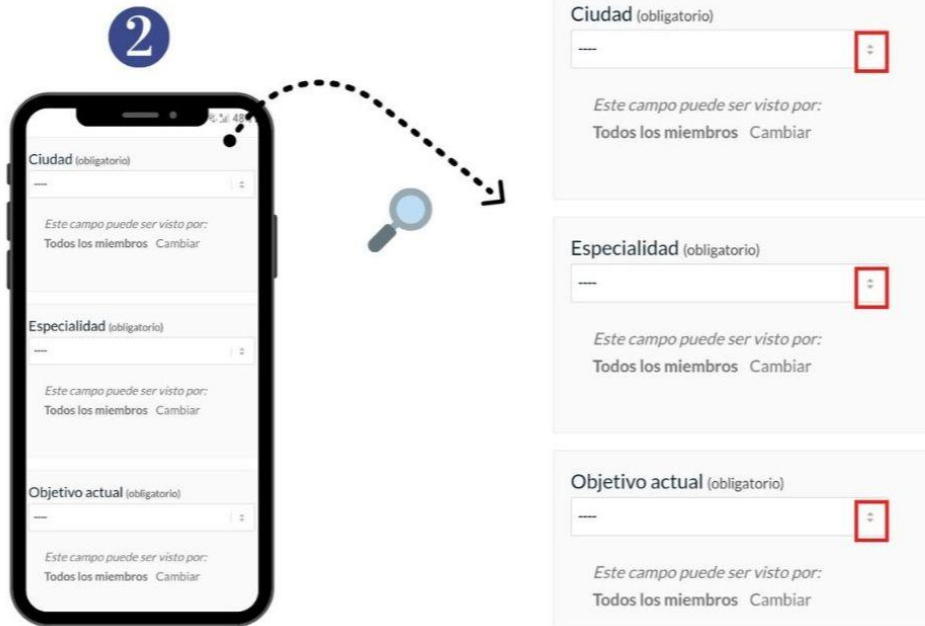 2
48
Ciudad (obligatorio)
----
Este campo puede ser visto por:
Todos los miembros Cambiar
Especialidad (obligatorio)
----
Este campo puede ser visto por:
Todos los miembros Cambiar
Objetivo actual (obligatorio)
----
Este campo puede ser visto por:
Todos los miembros Cambiar
Ciudad (obligatorio)
----
Este campo puede ser visto por:
Todos los miembros Cambiar
Especialidad (obligatorio)
----
Este campo puede ser visto por:
Todos los miembros Cambiar
Objetivo actual (obligatorio)
----
Este campo puede ser visto por:
Todos los miembros Cambiar